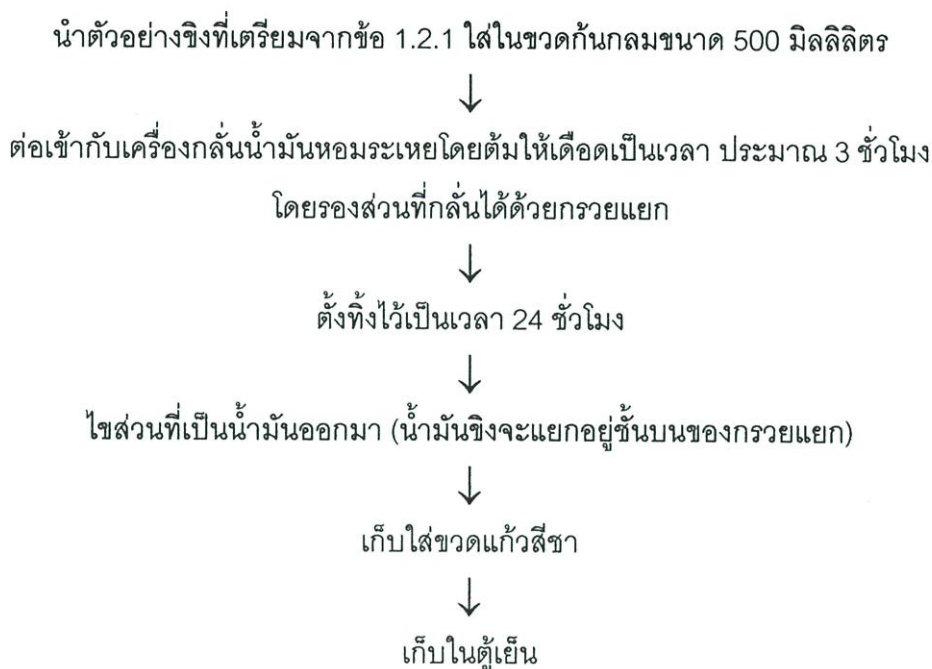 นำตัวอย่างขิงที่เตรียมจากข้อ 1.2.1 ใส่ในขวดก้นกลมขนาด 500 มิลลิลิตร
↓
ต่อเข้ากับเครื่องกลั่นน้ำมันหอมระเหยโดยต้มให้เดือดเป็นเวลา ประมาณ 3 ชั่วโมง
โดยรองส่วนที่กลั่นได้ด้วยกรวยแยก
↓
ตั้งทิ้งไว้เป็นเวลา 24 ชั่วโมง
↓
ไขส่วนที่เป็นน้ำมันออกมา (น้ำมันขิงจะแยกอยู่ชั้นบนของกรวยแยก)
↓
เก็บใส่ขวดแก้วสีชา
↓
เก็บในตู้เย็น